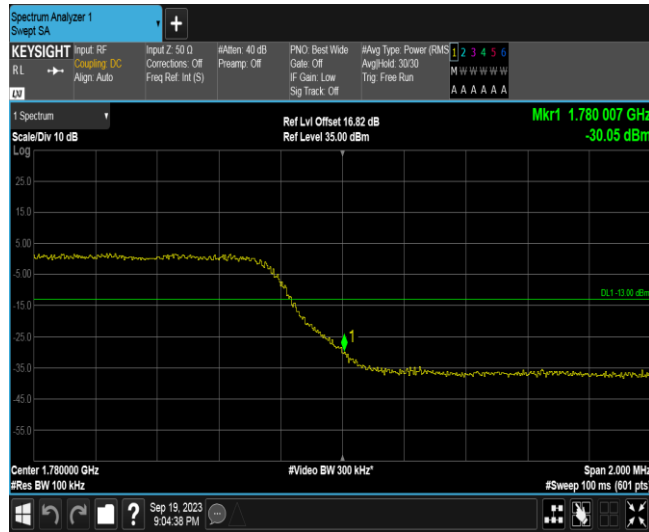 Spectrum Analyzer 1
Swept SA
+
KEYSIGHT
RL
LXI
Input: RF
Coupling: DC
Align: Auto
Input Z: 50 Ω
Corrections: Off
Freq Ref: Int (S)
#Atten: 40 dB
Preamp: Off
PNO: Best Wide
Gate: Off
IF Gain: Low
Sig Track: Off
#Avg Type: Power (RMS
Avg|Hold: 30/30
Trig: Free Run
1 2 3 4 5 6
M W W W W W
A A A A A A
1 Spectrum
Scale/Div 10 dB
Log
Ref Lvl Offset 16.82 dB
Ref Level 35.00 dBm
Mkr1 1.780 007 GHz
-30.05 dBm
25.0
15.0
5.00
-5.00
DL1 -13.00 dBm
-15.0
-25.0
1
-35.0
-45.0
-55.0
Center 1.780000 GHz
#Res BW 100 kHz
#Video BW 300 kHz*
Span 2.000 MHz
#Sweep 100 ms (601 pts)
?
Sep 19, 2023
9:04:38 PM